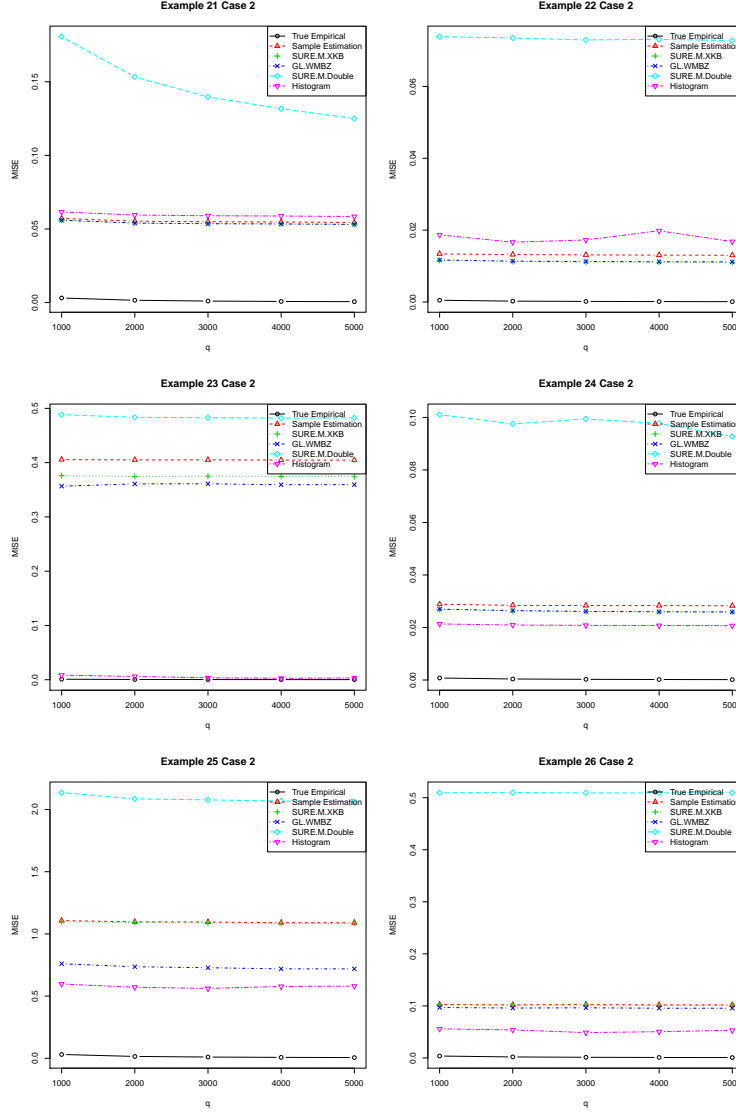 Example 21 Case 2
MISE
0.00
0.05
0.10
0.15
1000 2000 3000 4000 5000
q
True Empirical
Sample Estimation
SURE.M.XKB
GL.WMBZ
SURE.M.Double
Histogram
Example 22 Case 2
MISE
0.00
0.02
0.04
0.06
1000 2000 3000 4000 5000
q
True Empirical
Sample Estimation
SURE.M.XKB
GL.WMBZ
SURE.M.Double
Histogram
Example 23 Case 2
MISE
0.0
0.1
0.2
0.3
0.4
0.5
1000 2000 3000 4000 5000
q
True Empirical
Sample Estimation
SURE.M.XKB
GL.WMBZ
SURE.M.Double
Histogram
Example 24 Case 2
MISE
0.00
0.02
0.04
0.06
0.08
0.10
1000 2000 3000 4000 5000
q
True Empirical
Sample Estimation
SURE.M.XKB
GL.WMBZ
SURE.M.Double
Histogram
Example 25 Case 2
MISE
0.0
0.5
1.0
1.5
2.0
1000 2000 3000 4000 5000
q
True Empirical
Sample Estimation
SURE.M.XKB
GL.WMBZ
SURE.M.Double
Histogram
Example 26 Case 2
MISE
0.0
0.1
0.2
0.3
0.4
0.5
1000 2000 3000 4000 5000
q
True Empirical
Sample Estimation
SURE.M.XKB
GL.WMBZ
SURE.M.Double
Histogram